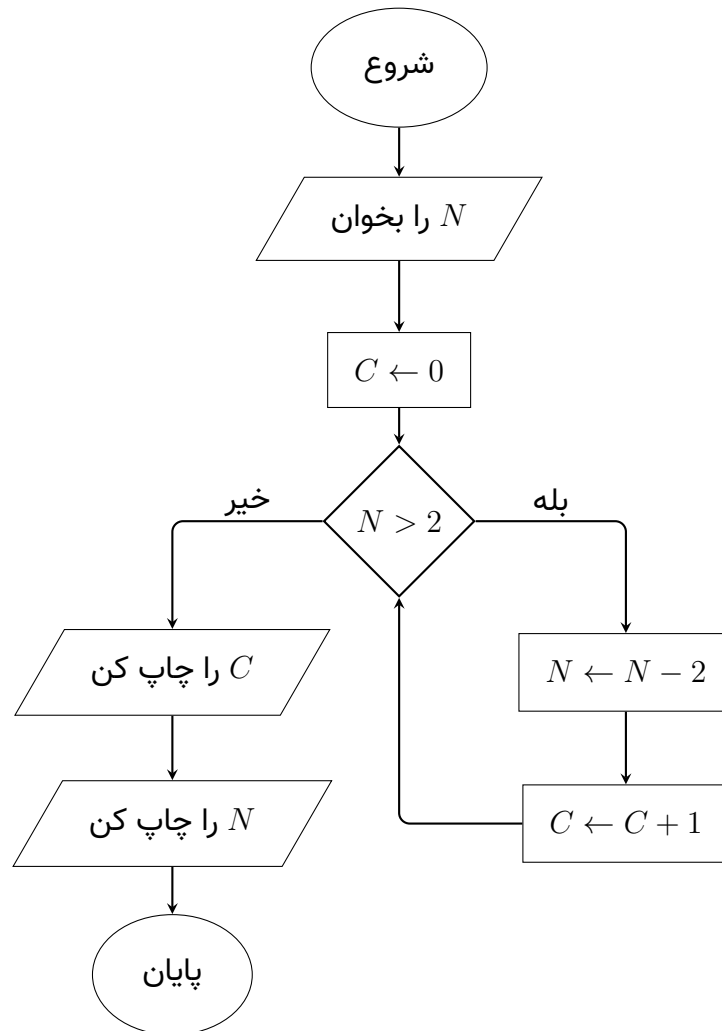 شروع
N را بخوان
C ← 0
N > 2
بله
خیر
N ← N − 2
C ← C + 1
C را چاپ کن
N را چاپ کن
پایان